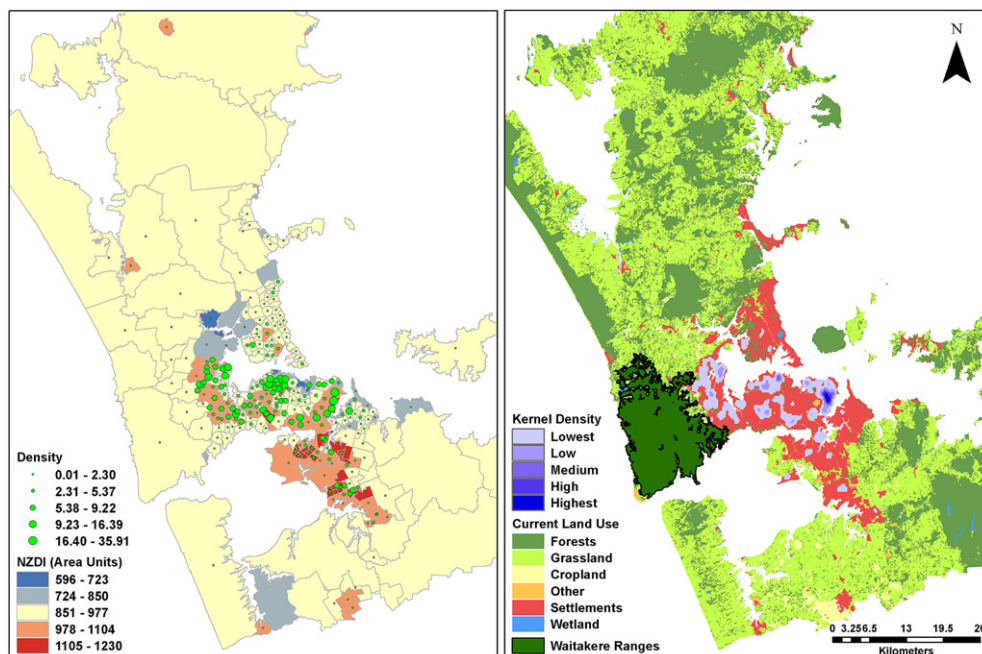 Density
0.01 - 2.30
2.31 - 5.37
5.38 - 9.22
9.23 - 16.39
16.40 - 35.91
NZDI (Area Units)
596 - 723
724 - 850
851 - 977
978 - 1104
1105 - 1230
N
Kernel Density
Lowest
Low
Medium
High
Highest
Current Land Use
Forests
Grassland
Cropland
Other
Settlements
Wetland
Waitakere Ranges
0 3.256.5 13 19.5 26
Kilometers